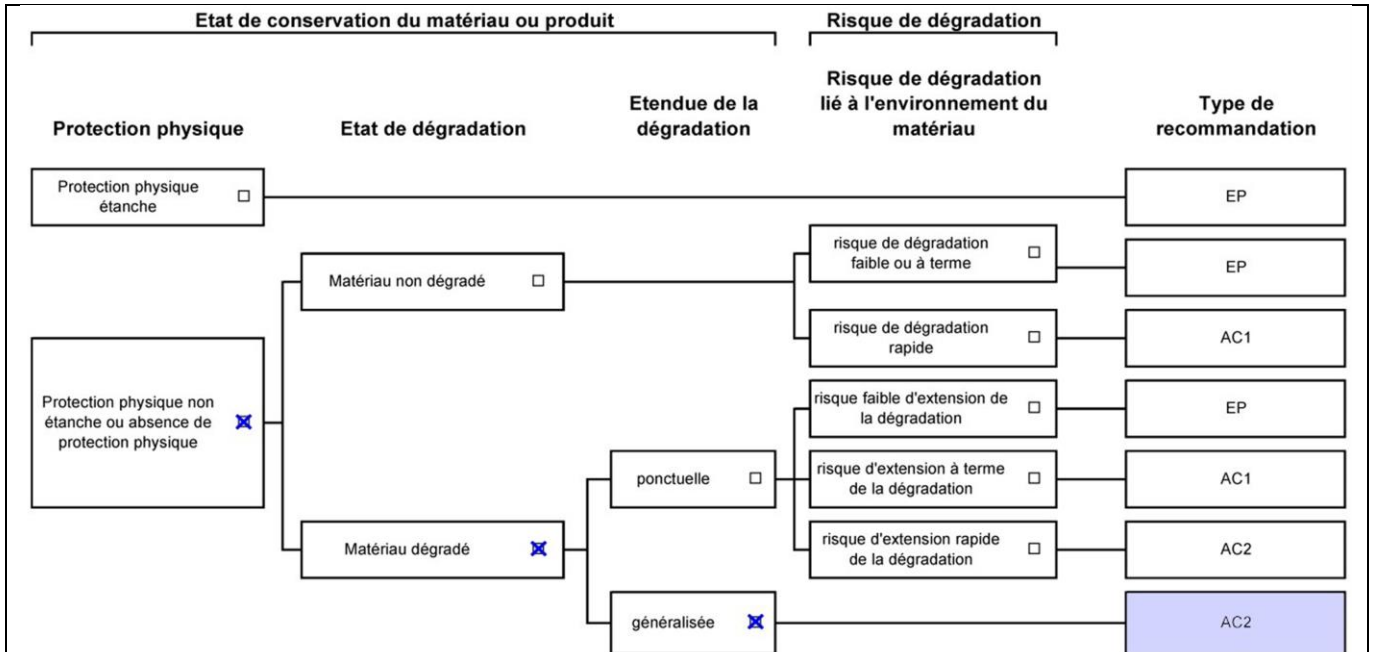 Etat de conservation du matériau ou produit
Risque de dégradation
Protection physique
Etat de dégradation
Etendue de la
dégradation
Risque de dégradation
lié à l'environnement du
matériau
Type de
recommandation
Protection physique
étanche
EP
risque de dégradation
faible ou à terme
EP
Matériau non dégradé
risque de dégradation
rapide
AC1
Protection physique non
étanche ou absence de
protection physique
risque faible d'extension de
la dégradation
EP
ponctuelle
risque d'extension à terme
de la dégradation
AC1
Matériau dégradé
risque d'extension rapide
de la dégradation
AC2
généralisée
AC2